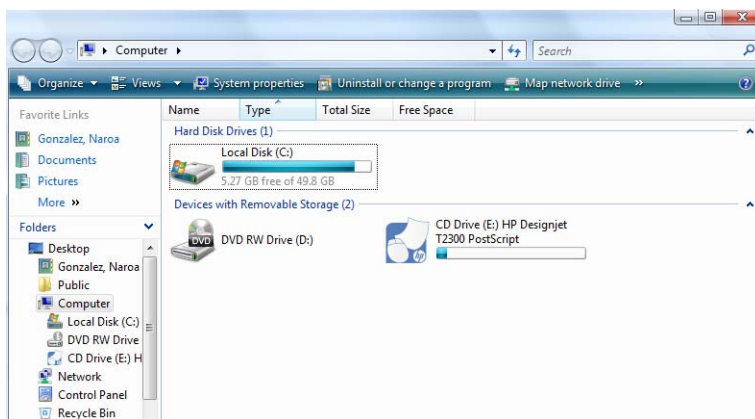 Computer
Search
Organize Views System properties Uninstall or change a program Map network drive »
Favorite Links
Gonzalez, Naroa
Documents
Pictures
More »
Folders
Desktop
Gonzalez, Naroa
Public
Computer
Local Disk (C:)
DVD RW Drive
CD Drive (E:) H
Network
Control Panel
Recycle Bin
Name Type Total Size Free Space
Hard Disk Drives (1)
Local Disk (C:)
5.27 GB free of 49.8 GB
Devices with Removable Storage (2)
DVD
DVD RW Drive (D:)
hp
CD Drive (E:) HP Designjet
T2300 PostScript